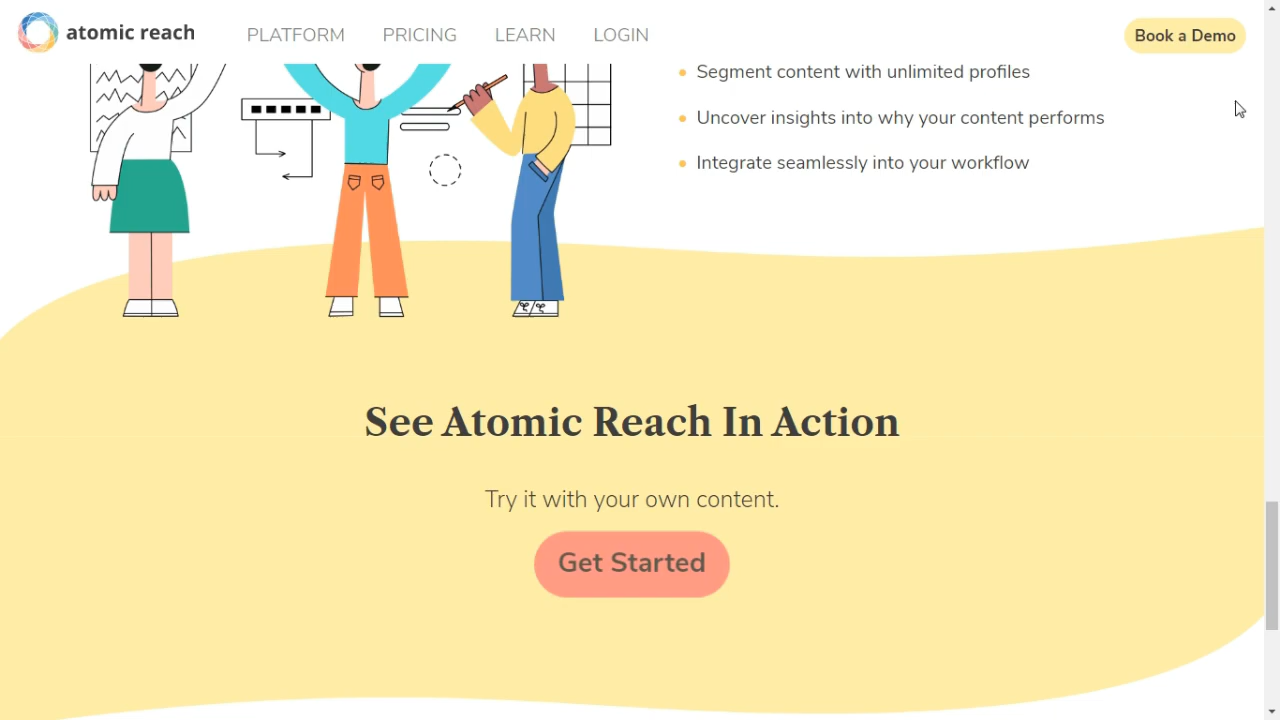 atomic reach
PLATFORM
PRICING
LEARN
LOGIN
Book a Demo
Segment content with unlimited profiles
Uncover insights into why your content performs
Integrate seamlessly into your workflow
See Atomic Reach In Action
Try it with your own content.
Get Started